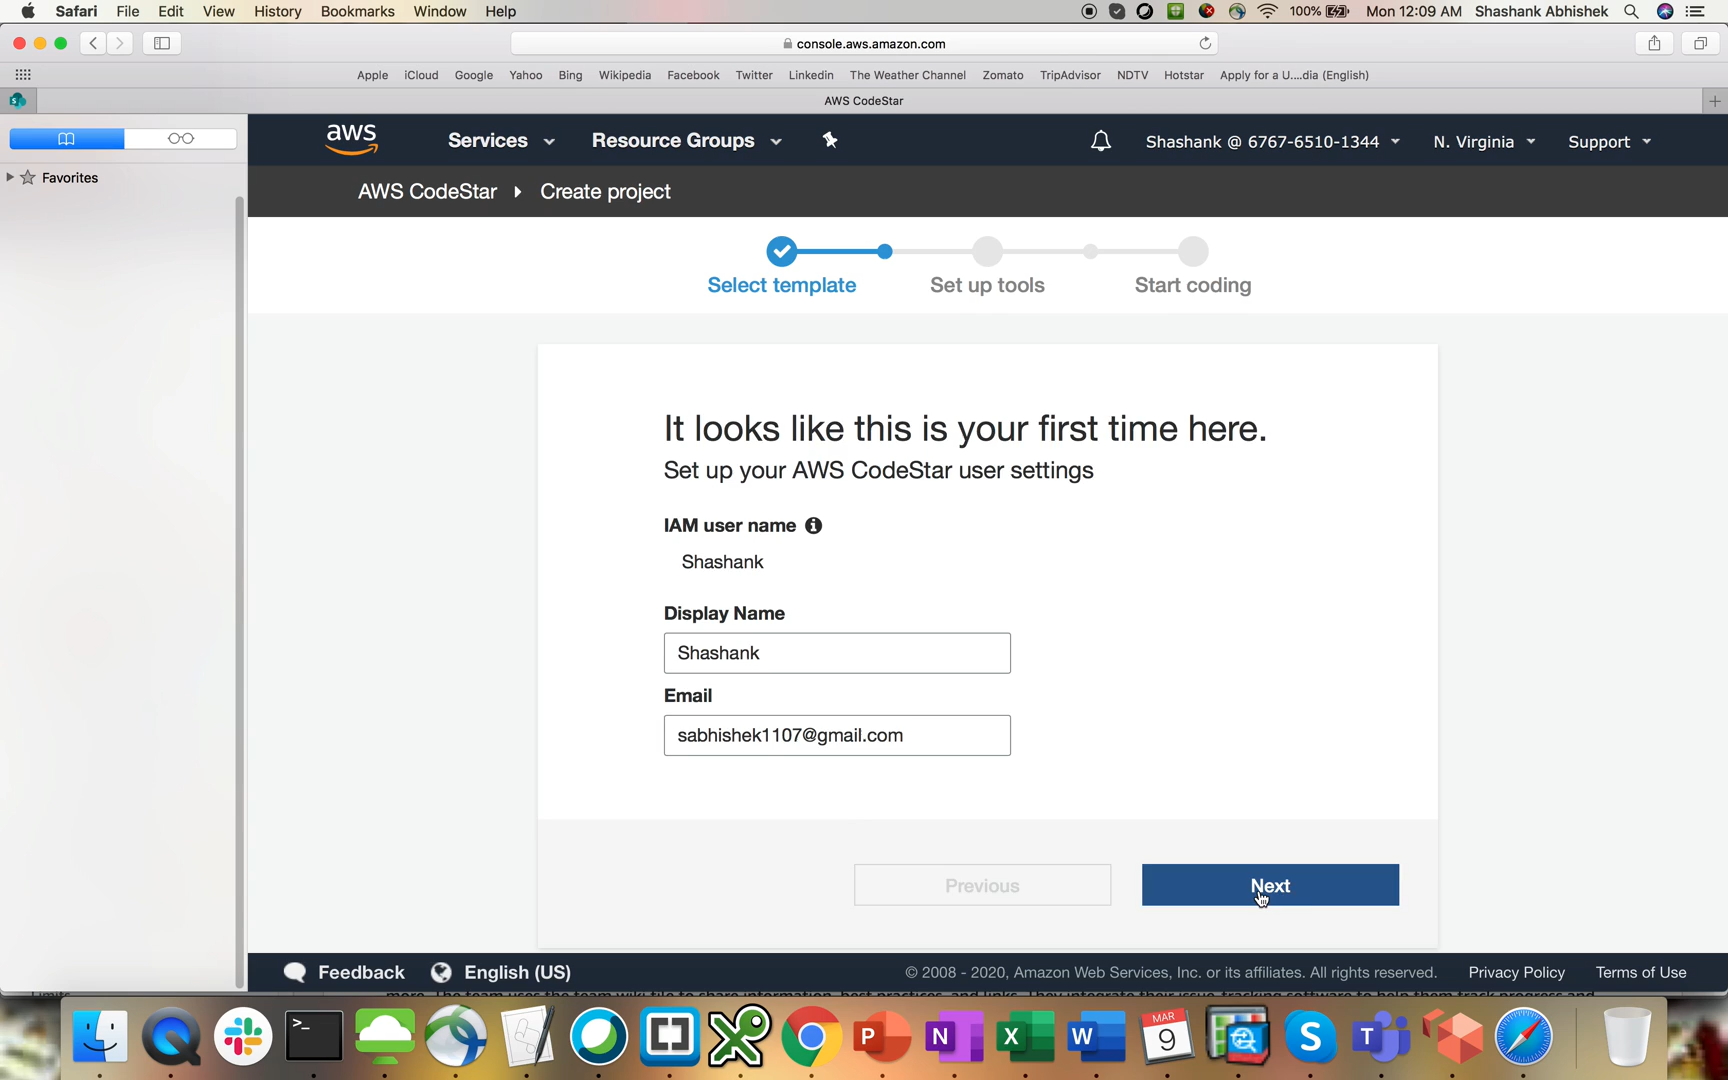 Safari File Edit View History Bookmarks Window Help 100% Mon 12:09 AM Shashank Abhishek
console.aws.amazon.com
Apple iCloud Google Yahoo Bing Wikipedia Facebook Twitter Linkedin The Weather Channel Zomato TripAdvisor NDTV Hotstar Apply for a U....dia (English)
AWS CodeStar
Favorites
aws Services Resource Groups Shashank @ 6767-6510-1344 N. Virginia Support
AWS CodeStar Create project
Select template Set up tools Start coding
It looks like this is your first time here.
Set up your AWS CodeStar user settings
IAM user name
Shashank
Display Name
Shashank
Email
sabhishek1107@gmail.com
Previous Next
Feedback English (US) © 2008 - 2020, Amazon Web Services, Inc. or its affiliates. All rights reserved. Privacy Policy Terms of Use
MAR
9